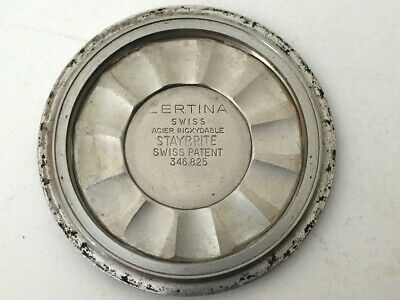 CERTINA
SWISS
ACIER INOXYDABLE
STAYBRITE
SWISS PATENT
346.825